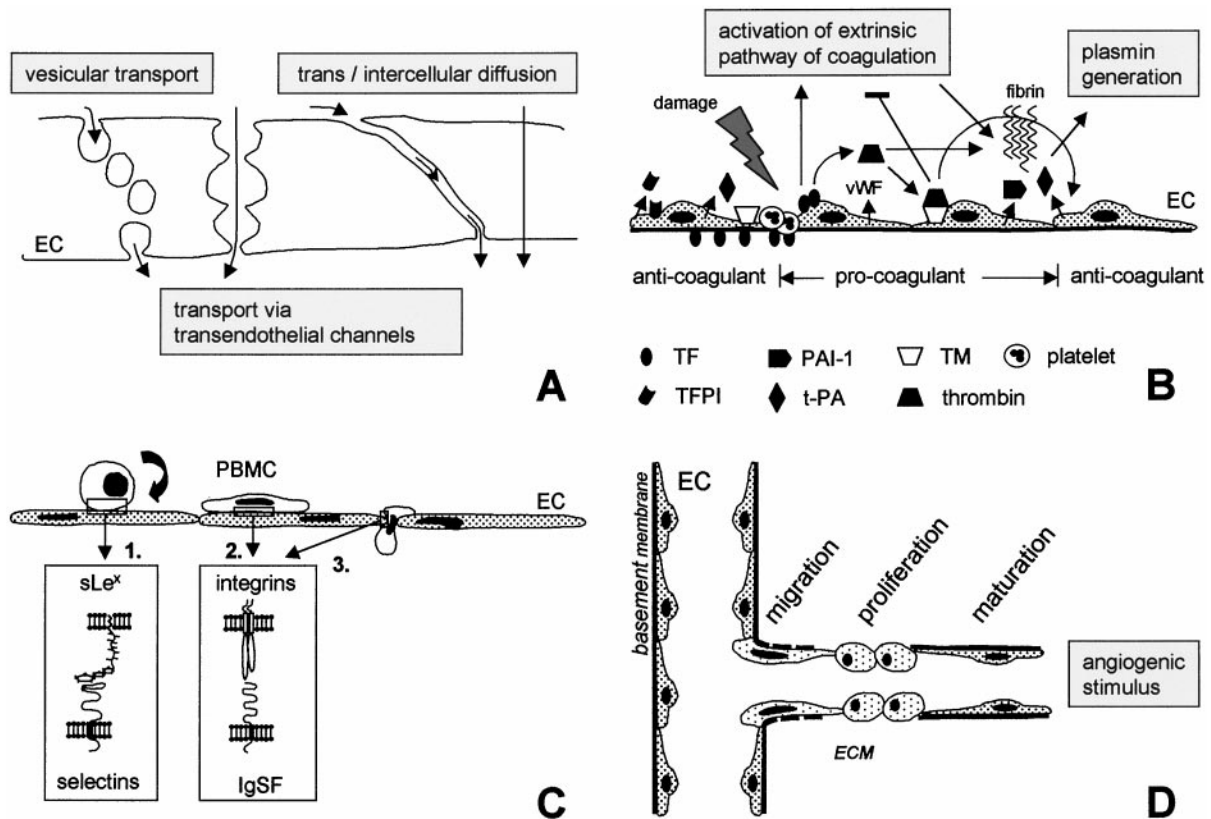 vesicular transport
trans / intercellular diffusion
EC
transport via
transendothelial channels
A
activation of extrinsic
pathway of coagulation
plasmin
generation
damage
fibrin
vWF
EC
anti-coagulant
pro-coagulant
anti-coagulant
TF
PAI-1
TM
platelet
TFPI
t-PA
thrombin
B
PBMC
EC
1.
2.
3.
sLeˣ
integrins
selectins
IgSF
C
basement membrane
EC
migration
proliferation
maturation
angiogenic
stimulus
ECM
D